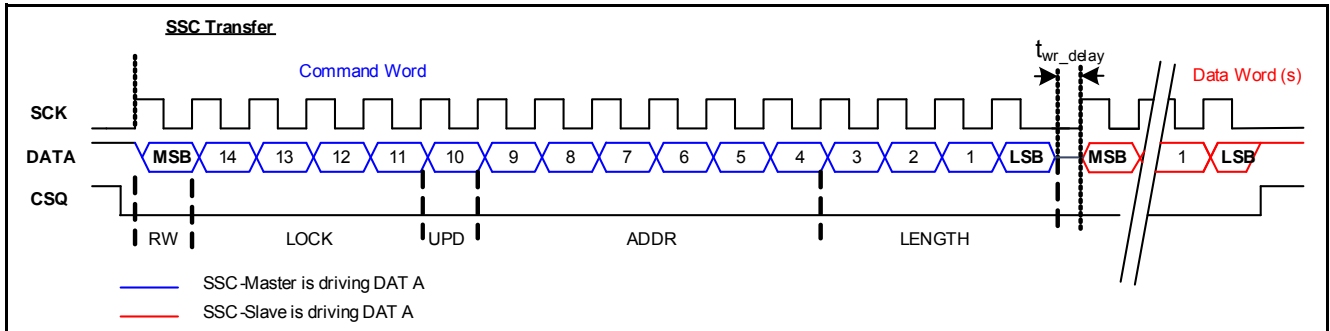 SSC Transfer
t wr_delay
Command Word
Data Word (s)
SCK
DATA MSB 14 13 12 11 10 9 8 7 6 5 4 3 2 1 LSB MSB 1 LSB
CSQ
RW LOCK UPD ADDR LENGTH
SSC-Master is driving DAT A
SSC-Slave is driving DAT A